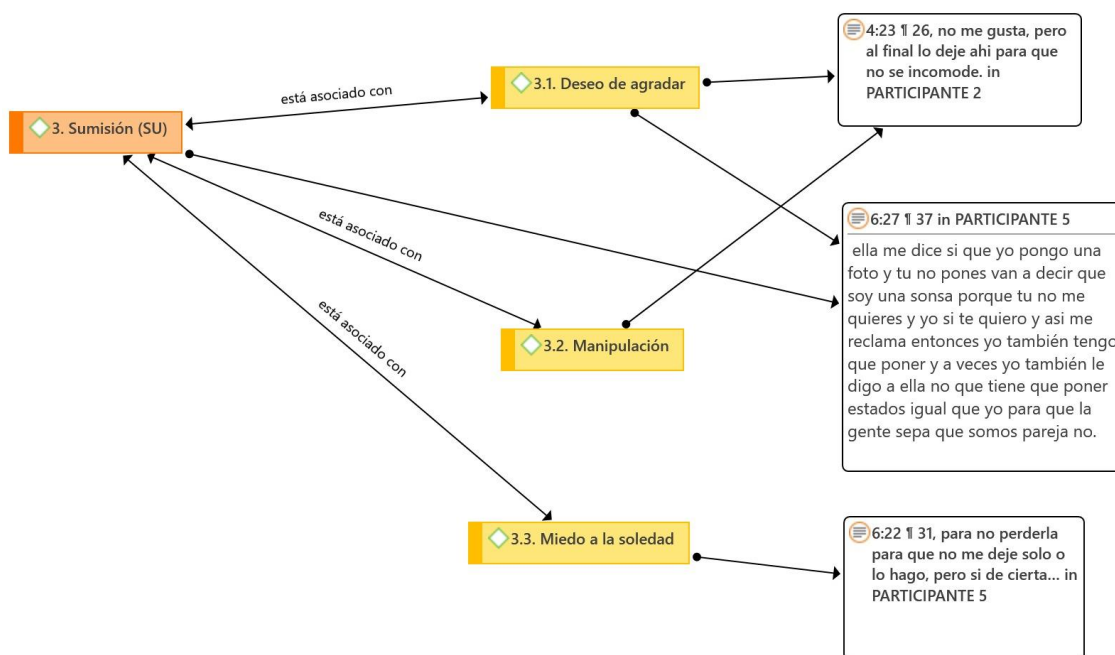 3. Sumisión (SU)
está asociado con
está asociado con
está asociado con
3.1. Deseo de agradar
3.2. Manipulación
3.3. Miedo a la soledad
4:23 ¶ 26, no me gusta, pero
al final lo deje ahi para que
no se incomode. in
PARTICIPANTE 2
6:27 ¶ 37 in PARTICIPANTE 5
ella me dice si que yo pongo una
foto y tu no pones van a decir que
soy una sonsa porque tu no me
quieres y yo si te quiero y asi me
reclama entonces yo también tengo
que poner y a veces yo también le
digo a ella no que tiene que poner
estados igual que yo para que la
gente sepa que somos pareja no.
6:22 ¶ 31, para no perderla
para que no me deje solo o
lo hago, pero si de cierta... in
PARTICIPANTE 5